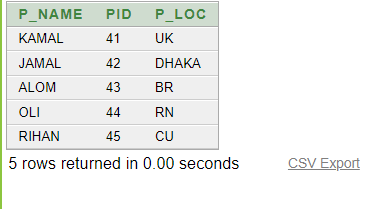 P_NAME PID P_LOC
KAMAL 41 UK
JAMAL 42 DHAKA
ALOM 43 BR
OLI 44 RN
RIHAN 45 CU
5 rows returned in 0.00 seconds CSV Export